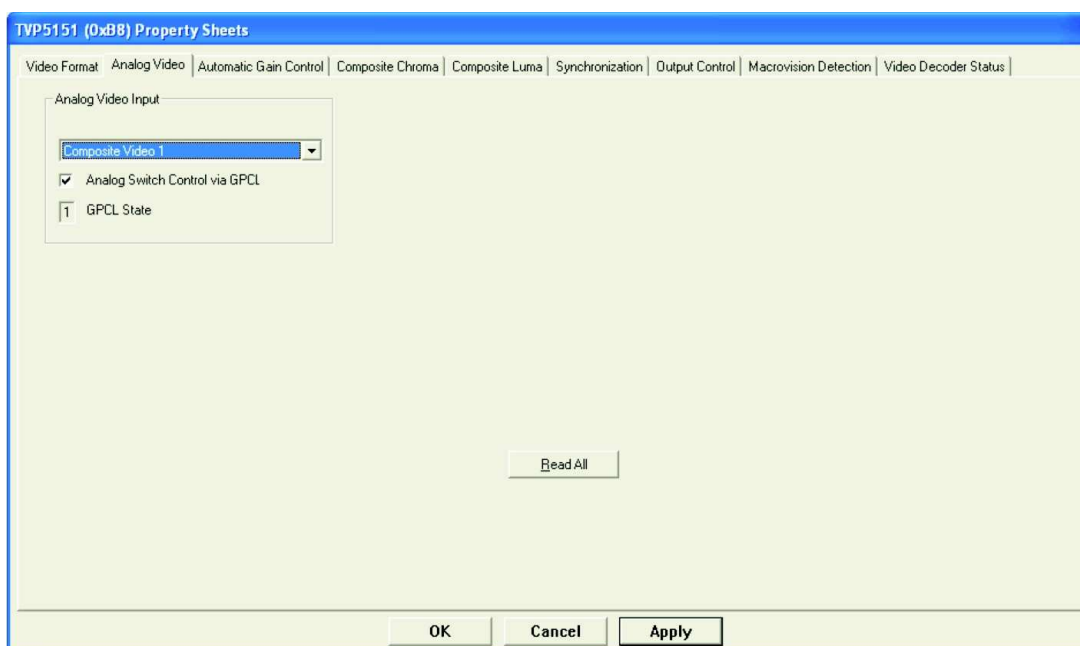 TVP5151 (0xB8) Property Sheets
Video Format Analog Video Automatic Gain Control Composite Chroma Composite Luma Synchronization Output Control Macrovision Detection Video Decoder Status
Analog Video Input
Composite Video 1
Analog Switch Control via GPCL
1 GPCL State
Read All
OK Cancel Apply